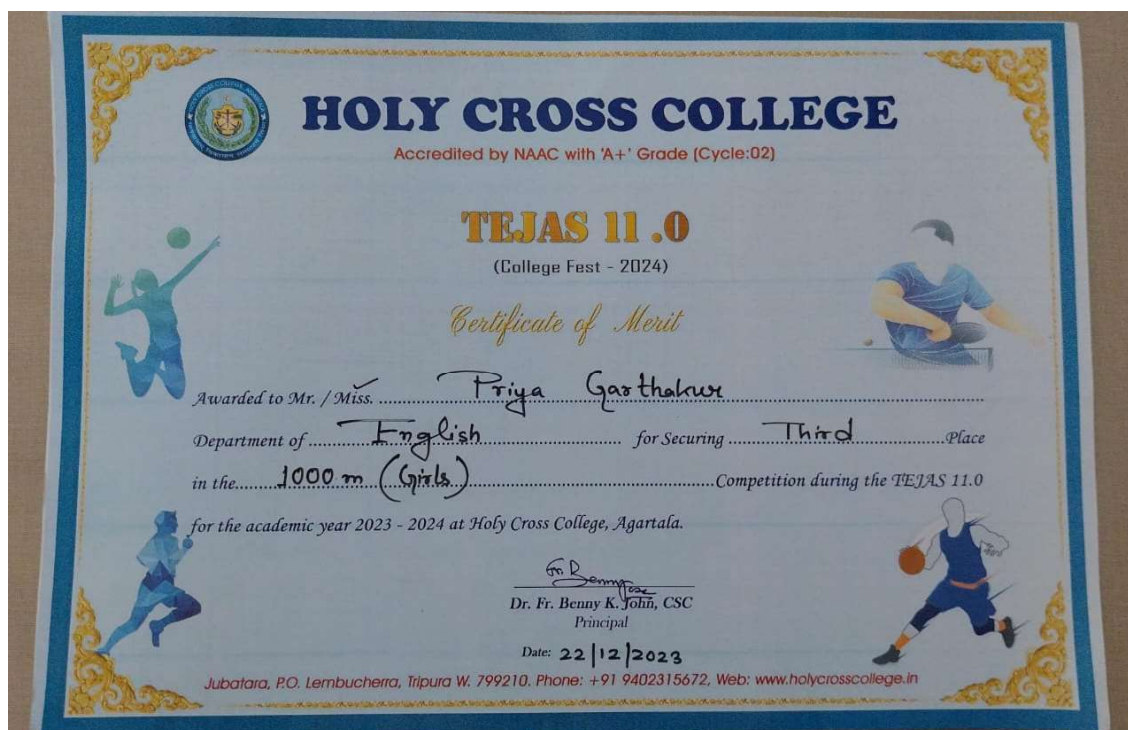 HOLY CROSS COLLEGE
Accredited by NAAC with 'A+' Grade (Cycle:02)
TEJAS 11.0
(College Fest - 2024)
Certificate of Merit
Awarded to Mr. / Miss. Priya Garthakur
Department of English for Securing Third Place
in the 1000 m (Girls) Competition during the TEJAS 11.0
for the academic year 2023 - 2024 at Holy Cross College, Agartala.
Fr. Benny
Dr. Fr. Benny K. John, CSC
Principal
Date: 22|12|2023
Jubatara, P.O. Lembucherra, Tripura W. 799210. Phone: +91 9402315672, Web: www.holycrosscollege.in